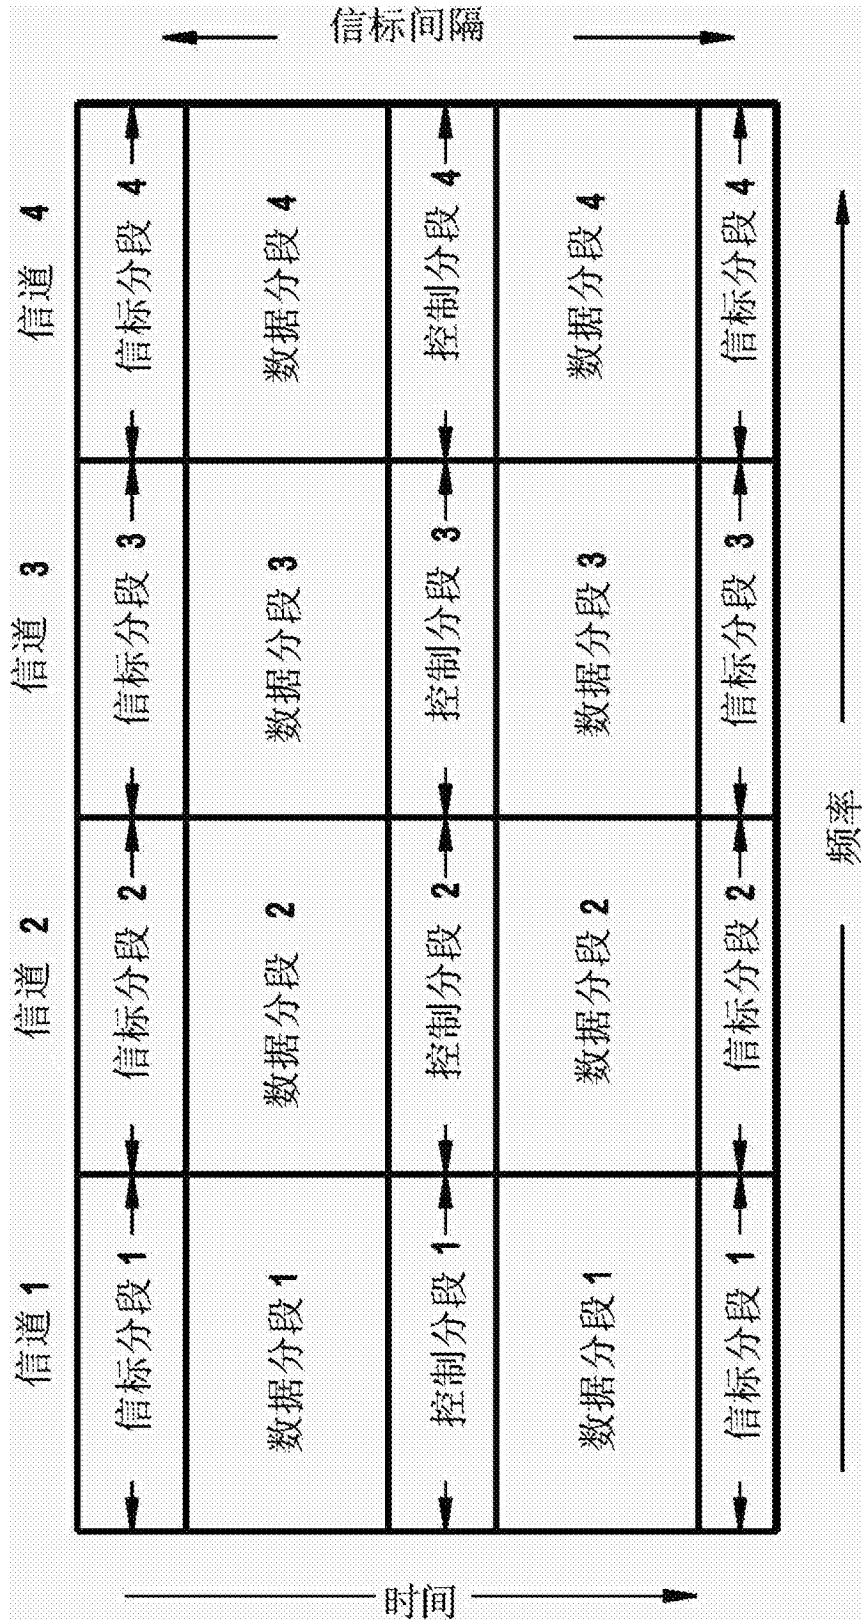 信道 1 信道 2 信道 3 信道 4
信标分段 1 信标分段 2 信标分段 3 信标分段 4
数据分段 1 数据分段 2 数据分段 3 数据分段 4
控制分段 1 控制分段 2 控制分段 3 控制分段 4
数据分段 1 数据分段 2 数据分段 3 数据分段 4
信标分段 1 信标分段 2 信标分段 3 信标分段 4
时间
信标间隔
频率